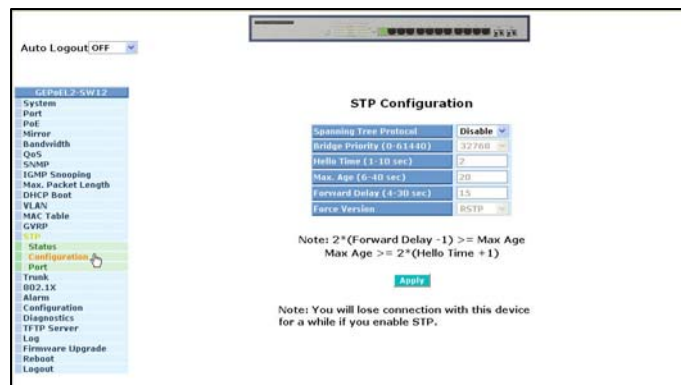 Auto Logout OFF
GEPoEL2-SW12
System
Port
PoE
Mirror
Bandwidth
QoS
SNMP
IGMP Snooping
Max. Packet Length
DHCP Boot
VLAN
MAC Table
GVRP
STP
Status
Configuration
Port
Trunk
802.1X
Alarm
Configuration
Diagnostics
TFTP Server
Log
Firmware Upgrade
Reboot
Logout
STP Configuration
Spanning Tree Protocol Disable
Bridge Priority (0-61440) 32768
Hello Time (1-10 sec) 2
Max. Age (6-40 sec) 20
Forward Delay (4-30 sec) 15
Force Version RSTP
Note: 2*(Forward Delay -1) >= Max Age
Max Age >= 2*(Hello Time +1)
Apply
Note: You will lose connection with this device
for a while if you enable STP.